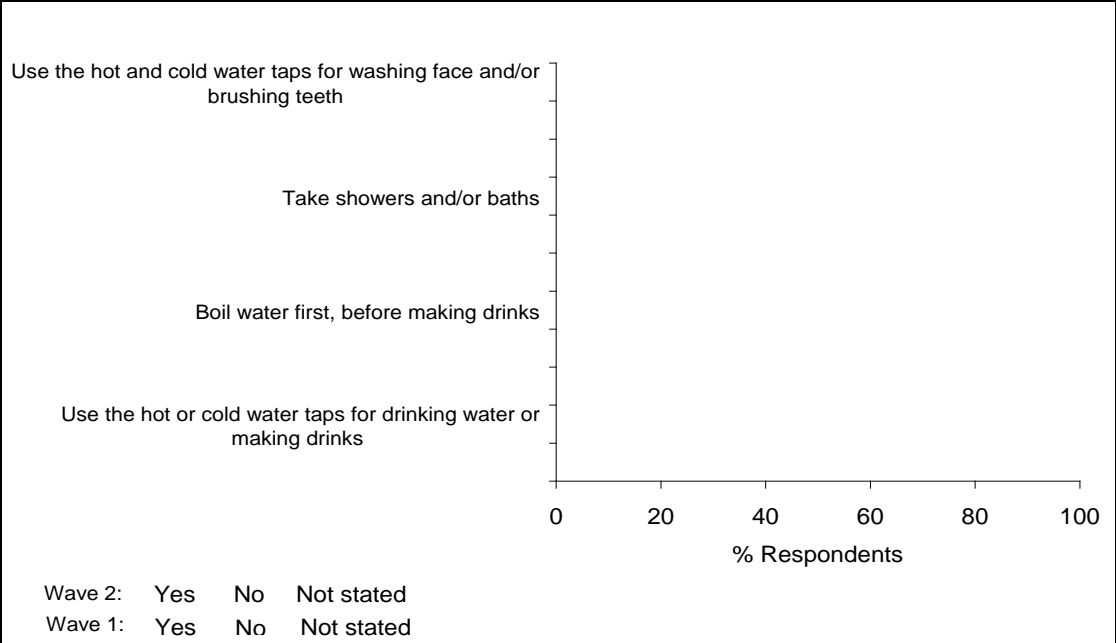 Use the hot and cold water taps for washing face and/or
brushing teeth
Take showers and/or baths
Boil water first, before making drinks
Use the hot or cold water taps for drinking water or
making drinks
0 20 40 60 80 100
% Respondents
Wave 2: Yes No Not stated
Wave 1: Yes No Not stated